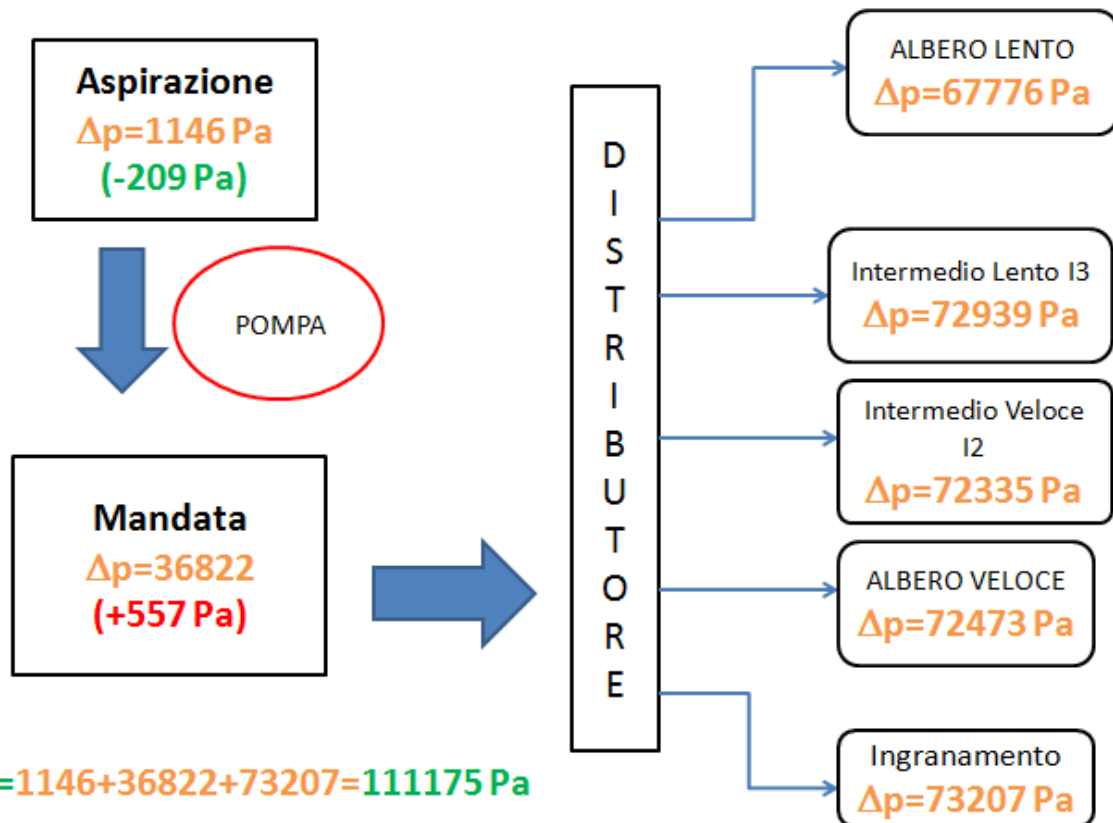 Aspirazione
Δp=1146 Pa
(-209 Pa)
POMPA
Mandata
Δp=36822
(+557 Pa)
=1146+36822+73207=111175 Pa
D
I
S
T
R
I
B
U
T
O
R
E
ALBERO LENTO
Δp=67776 Pa
Intermedio Lento I3
Δp=72939 Pa
Intermedio Veloce
I2
Δp=72335 Pa
ALBERO VELOCE
Δp=72473 Pa
Ingranamento
Δp=73207 Pa